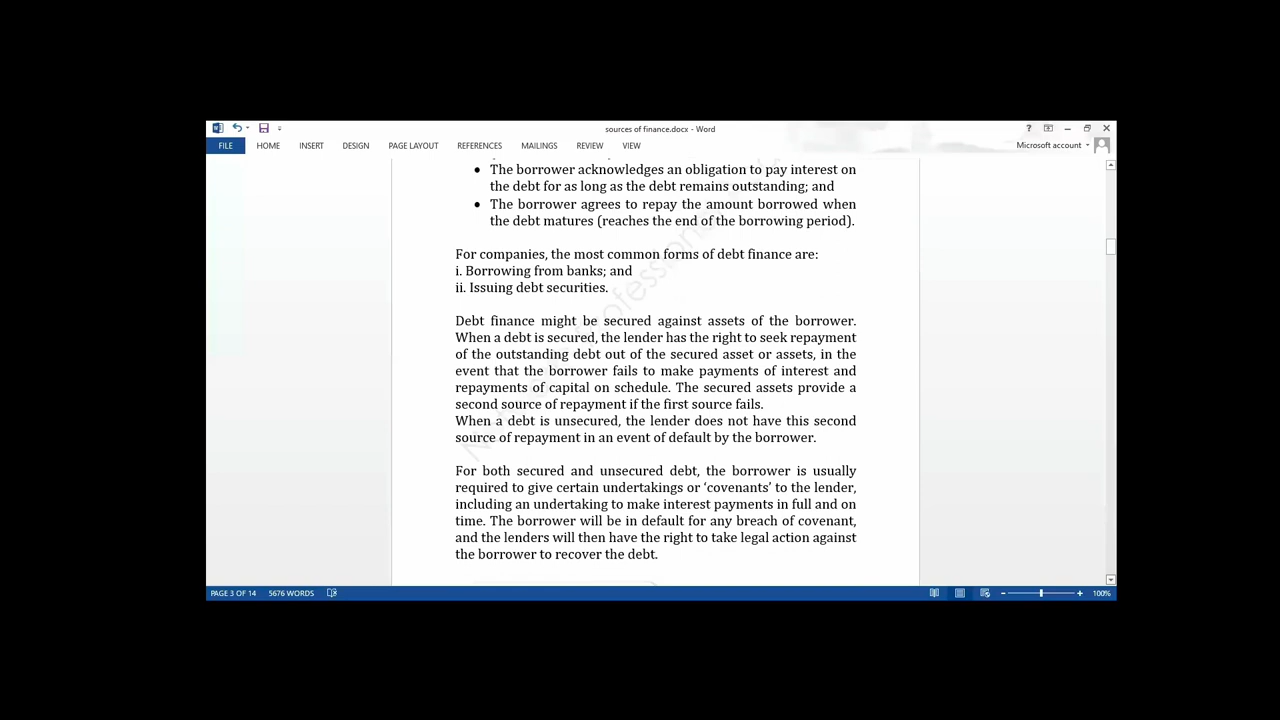 sources of finance.docx - Word
?
FILE HOME INSERT DESIGN PAGE LAYOUT REFERENCES MAILINGS REVIEW VIEW Microsoft account
• The borrower acknowledges an obligation to pay interest on
the debt for as long as the debt remains outstanding; and
• The borrower agrees to repay the amount borrowed when
the debt matures (reaches the end of the borrowing period).
For companies, the most common forms of debt finance are:
i. Borrowing from banks; and
ii. Issuing debt securities.
Debt finance might be secured against assets of the borrower.
When a debt is secured, the lender has the right to seek repayment
of the outstanding debt out of the secured asset or assets, in the
event that the borrower fails to make payments of interest and
repayments of capital on schedule. The secured assets provide a
second source of repayment if the first source fails.
When a debt is unsecured, the lender does not have this second
source of repayment in an event of default by the borrower.
For both secured and unsecured debt, the borrower is usually
required to give certain undertakings or ‘covenants’ to the lender,
including an undertaking to make interest payments in full and on
time. The borrower will be in default for any breach of covenant,
and the lenders will then have the right to take legal action against
the borrower to recover the debt.
PAGE 3 OF 14 5676 WORDS 100%